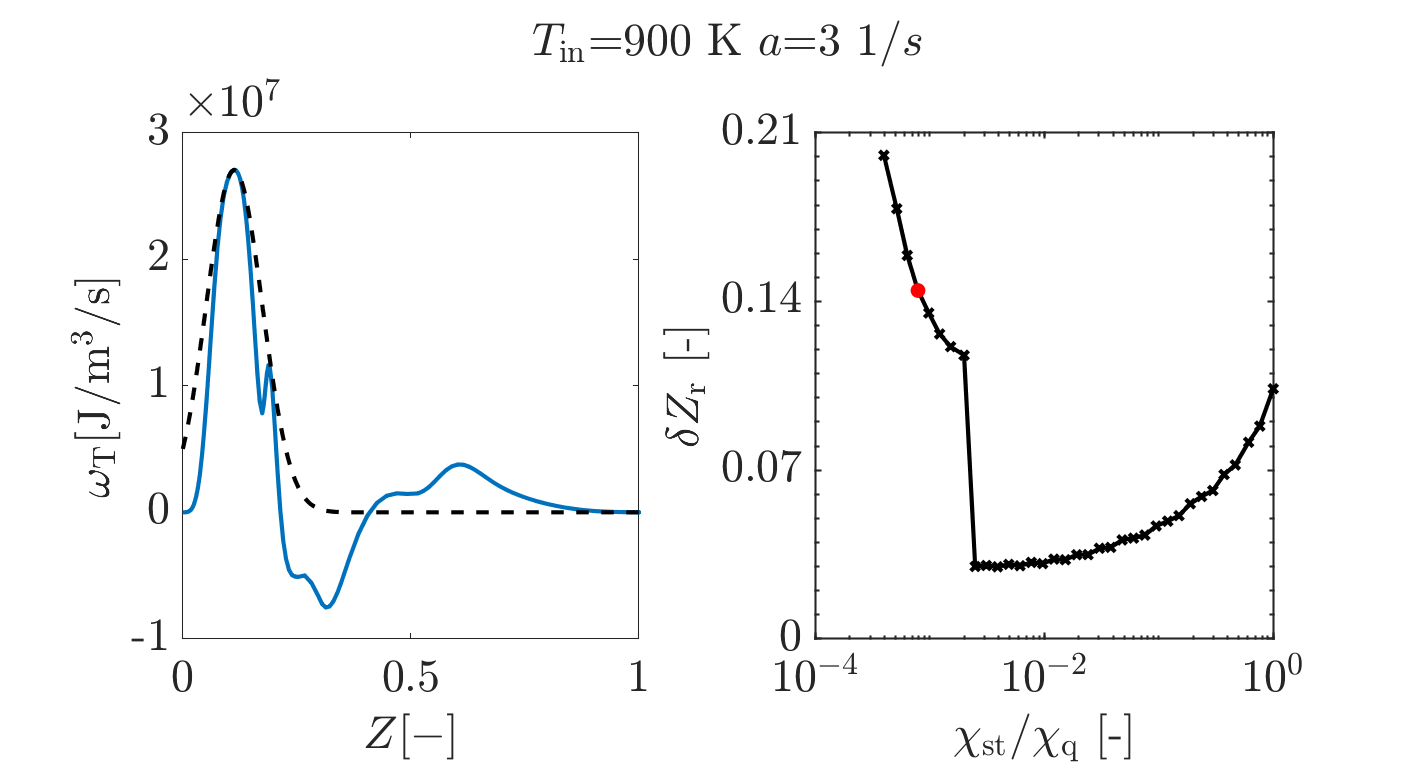 T_in=900 K a=3 1/s
×10^7
3
2
1
0
-1
0 0.5 1
Z[−]
ω_T[J/m^3/s]
0.21
0.14
0.07
0
10^−4 10^−2 10^0
χ_st/χ_q [-]
δZ_r [-]